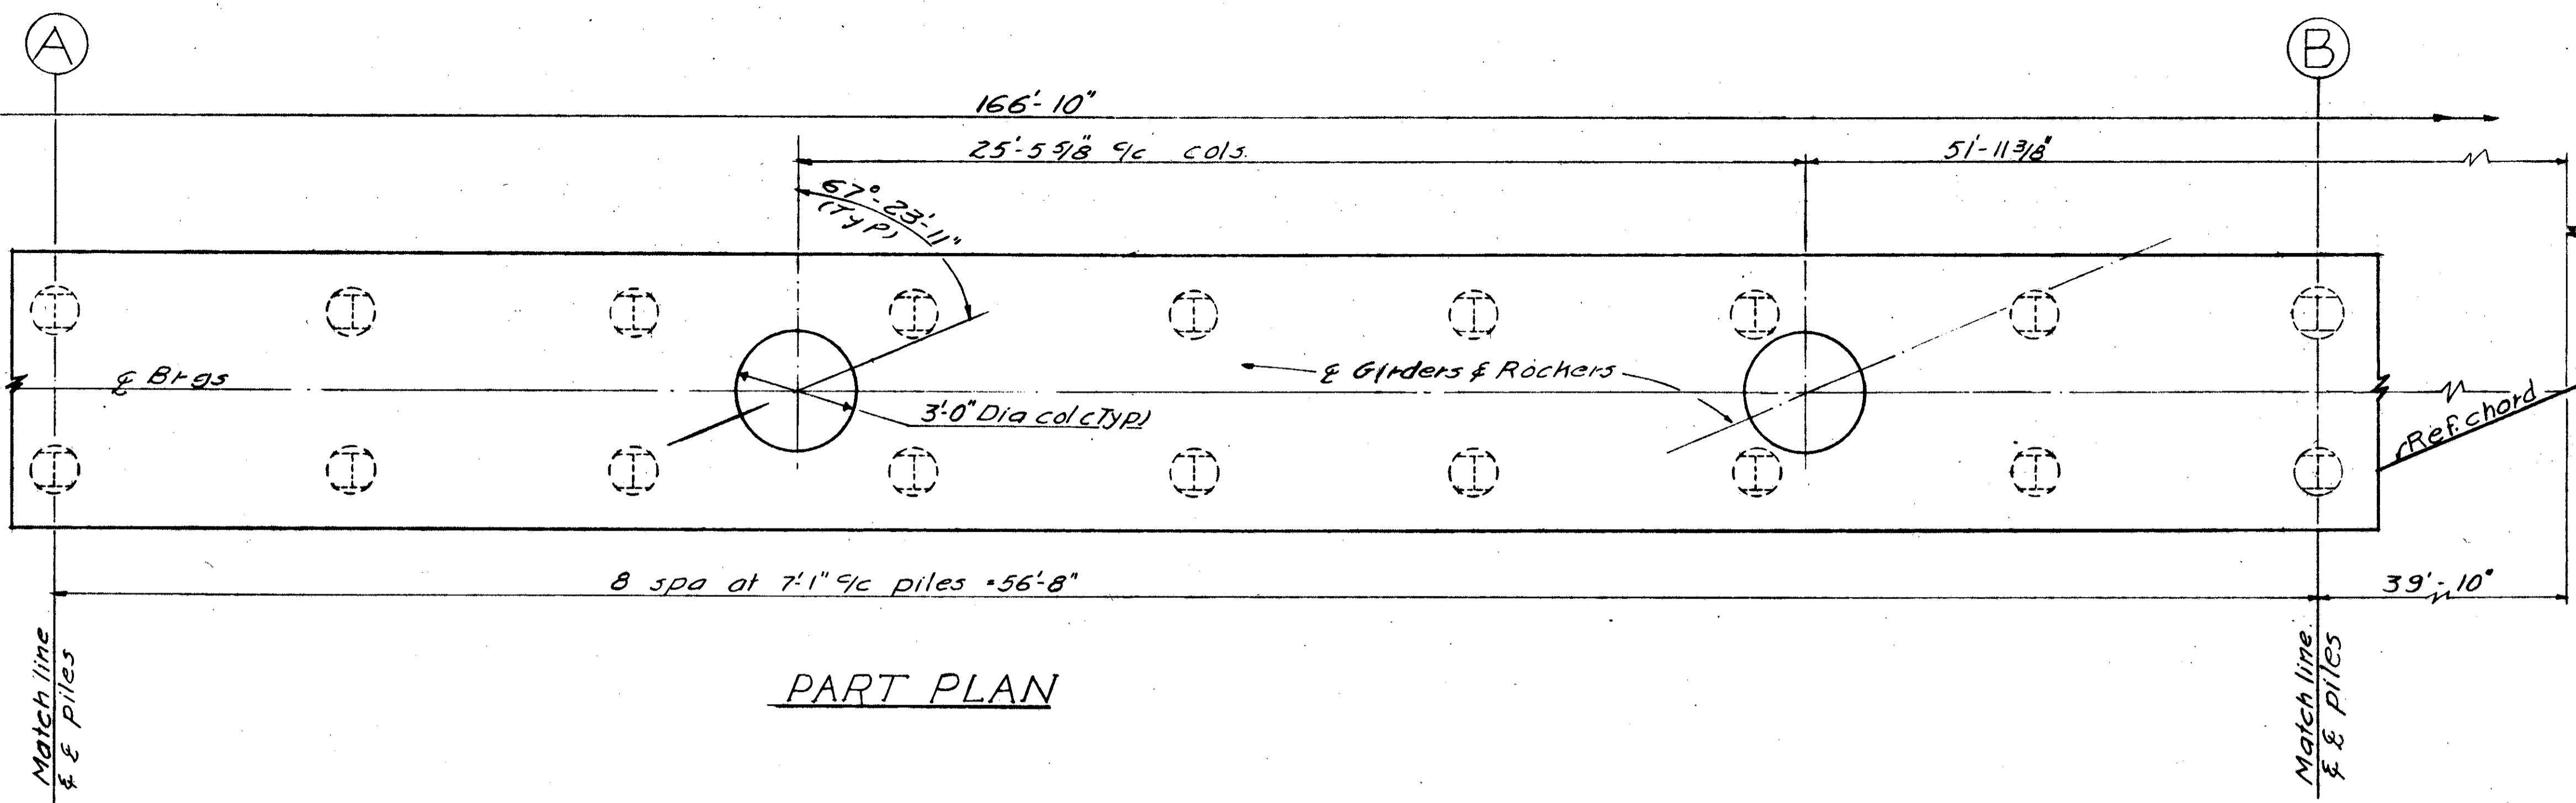 A
B
166'-10"
25'-5 5/8" c/c cols.
51'-11 3/8"
67°-23'-11"
(Typ)
℄ Brgs
℄ Girders & Rockers
3'-0" Dia col (Typ)
Ref. chord
8 spa at 7'-1" c/c piles = 56'-8"
39'-10"
Match line
& ℄ piles
Match line
& ℄ piles
PART PLAN